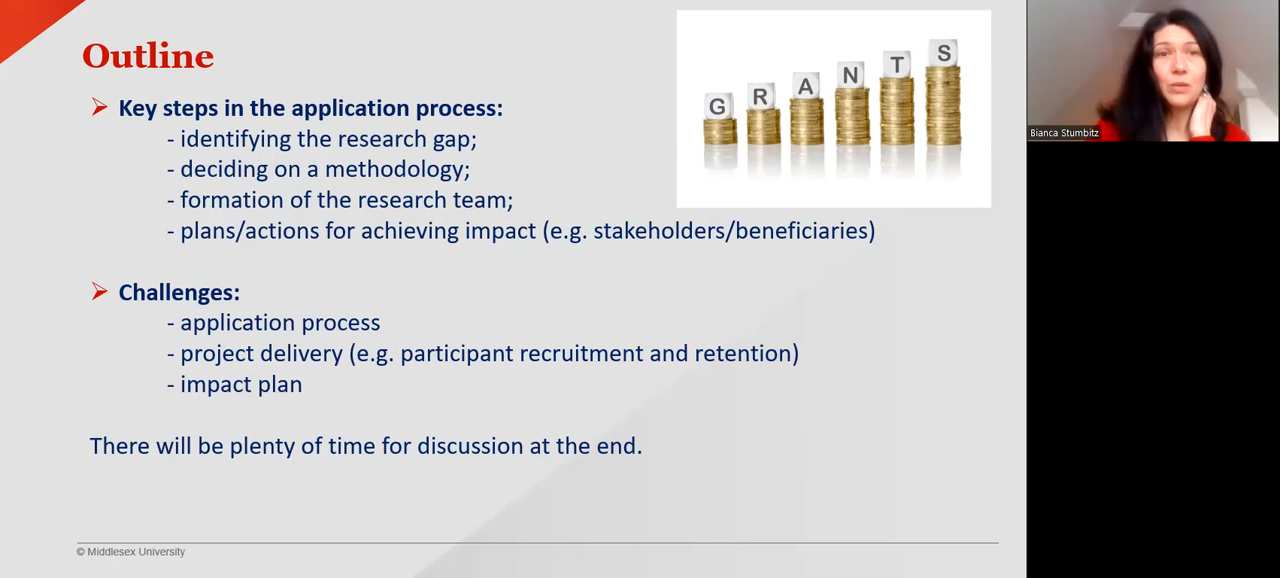 Outline
G R A N T S
➤ Key steps in the application process:
- identifying the research gap;
- deciding on a methodology;
- formation of the research team;
- plans/actions for achieving impact (e.g. stakeholders/beneficiaries)
➤ Challenges:
- application process
- project delivery (e.g. participant recruitment and retention)
- impact plan
There will be plenty of time for discussion at the end.
© Middlesex University
Bianca Stumbitz